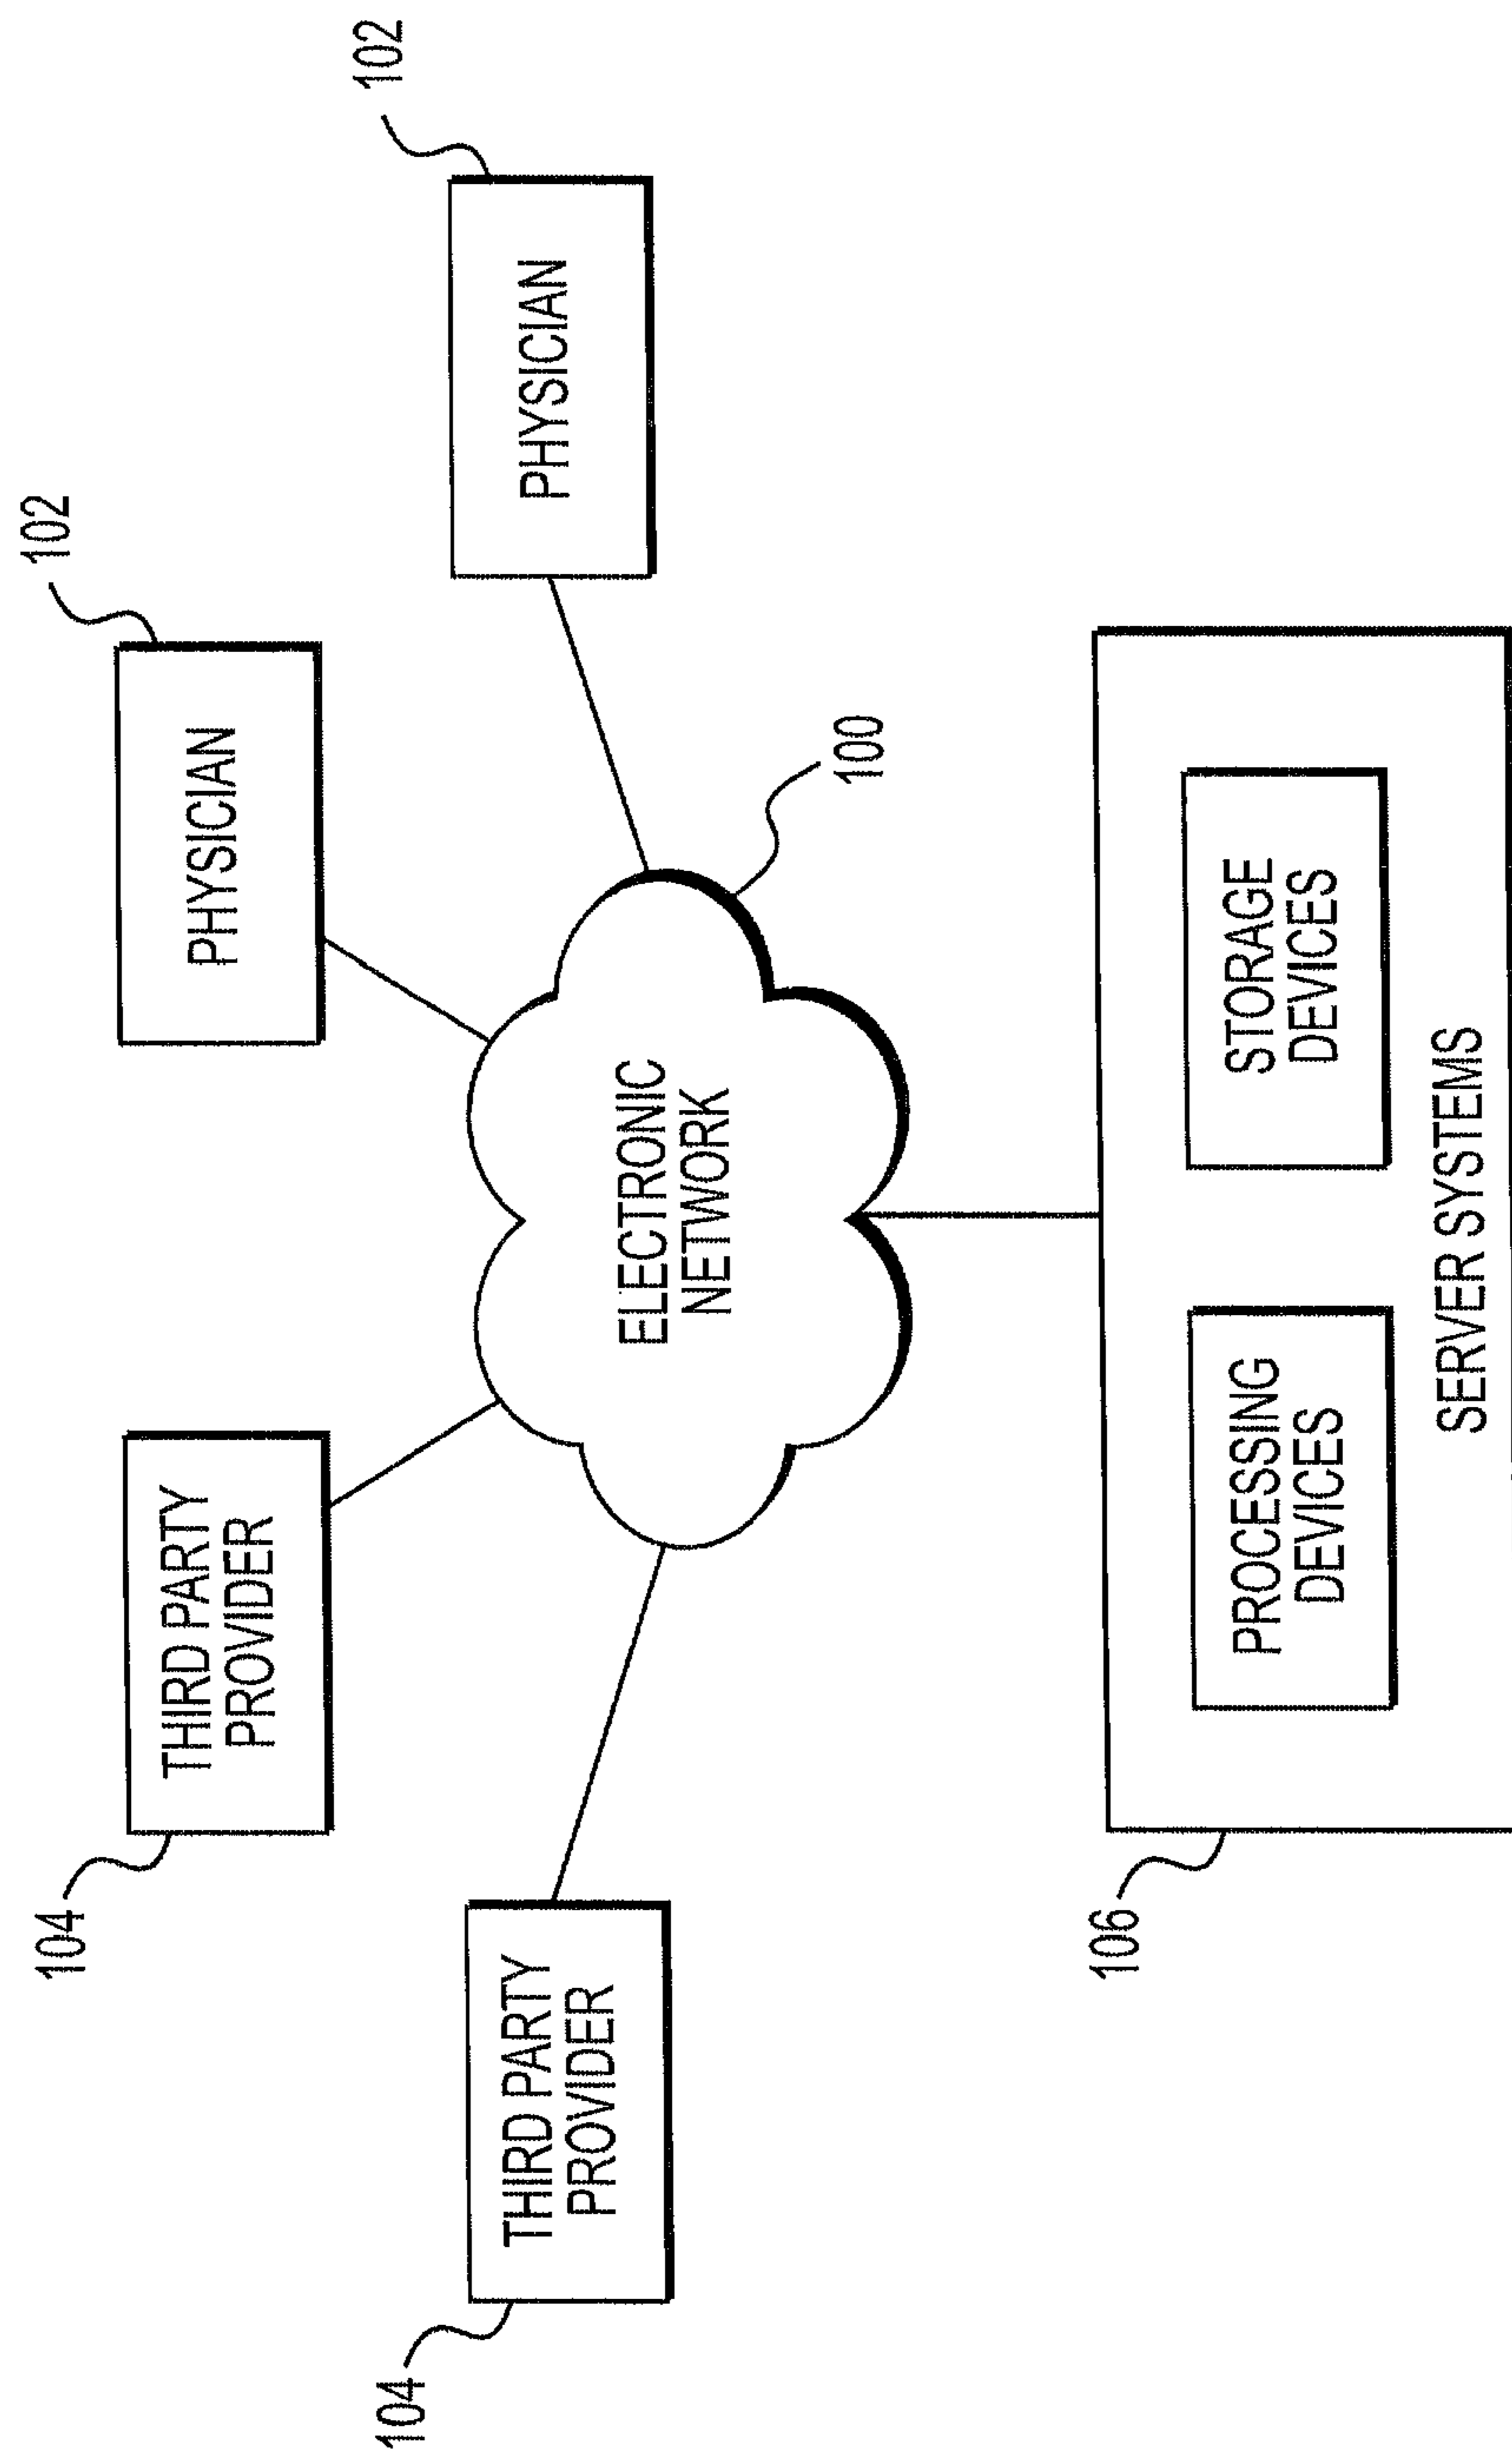 102
PHYSICIAN
102
PHYSICIAN
THIRD PARTY
PROVIDER
104
THIRD PARTY
PROVIDER
104
ELECTRONIC
NETWORK
100
PROCESSING
DEVICES
STORAGE
DEVICES
SERVER SYSTEMS
106